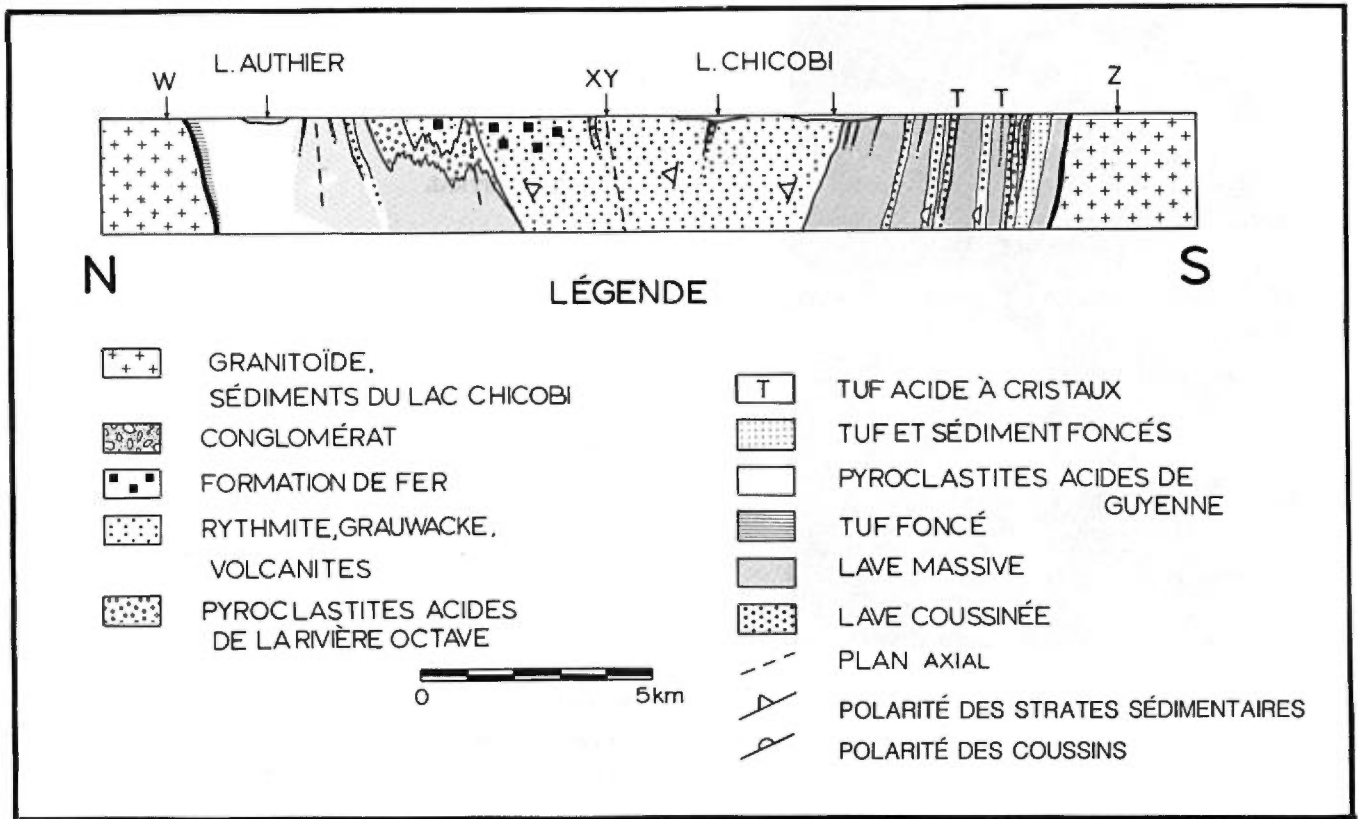 L. AUTHIER
L. CHICOBI
W
XY
T
T
Z
N
S
LÉGENDE
GRANITOÏDE,
SÉDIMENTS DU LAC CHICOBI
CONGLOMÉRAT
FORMATION DE FER
RYTHMITE, GRAUWACKE,
VOLCANITES
PYROCLASTITES ACIDES
DE LA RIVIÈRE OCTAVE
0 5km
T TUF ACIDE À CRISTAUX
TUF ET SÉDIMENT FONCÉS
PYROCLASTITES ACIDES DE
GUYENNE
TUF FONCÉ
LAVE MASSIVE
LAVE COUSSINÉE
PLAN AXIAL
POLARITÉ DES STRATES SÉDIMENTAIRES
POLARITÉ DES COUSSINS